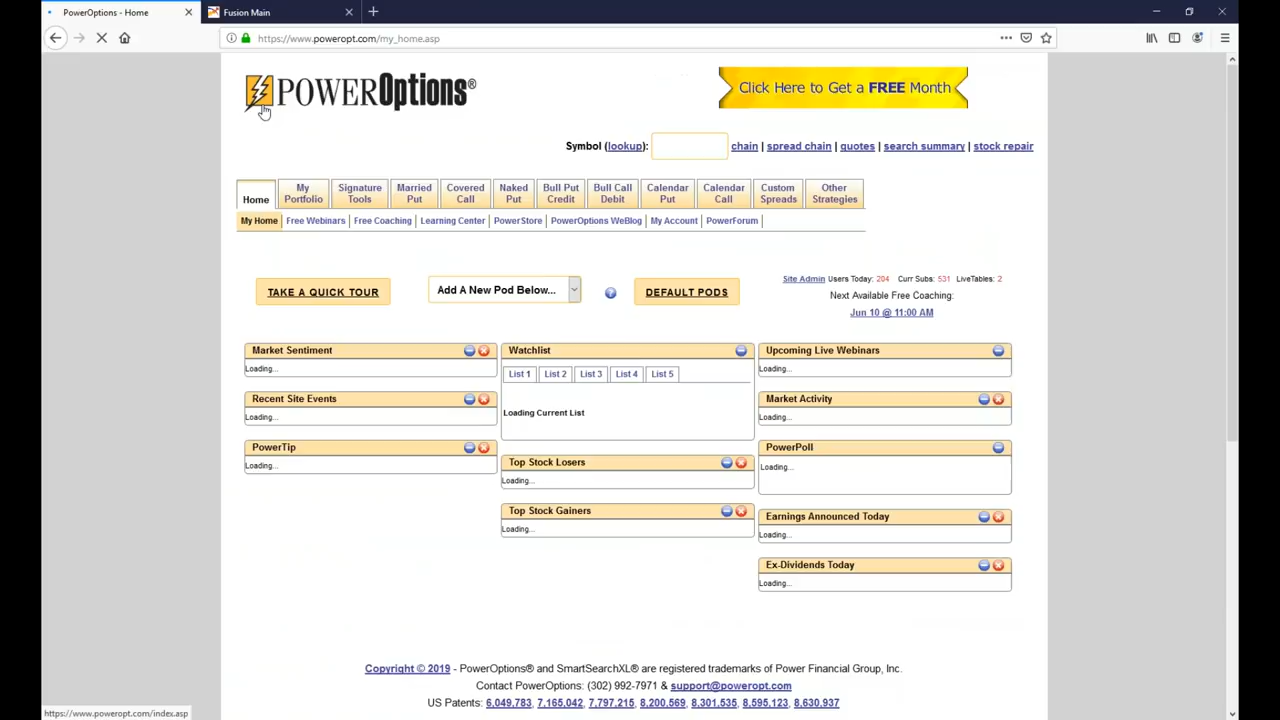 PowerOptions - Home
Fusion Main
https://www.poweropt.com/my_home.asp
POWEROptions®
Click Here to Get a FREE Month
Symbol (lookup): chain | spread chain | quotes | search summary | stock repair
Home
My Portfolio
Signature Tools
Married Put
Covered Call
Naked Put
Bull Put Credit
Bull Call Debit
Calendar Put
Calendar Call
Custom Spreads
Other Strategies
My Home | Free Webinars | Free Coaching | Learning Center | PowerStore | PowerOptions WeBlog | My Account | PowerForum |
TAKE A QUICK TOUR
Add A New Pod Below...
DEFAULT PODS
Site Admin Users Today: 204 Curr Subs: 531 LiveTables: 2
Next Available Free Coaching:
Jun 10 @ 11:00 AM
Market Sentiment
Loading...
Recent Site Events
Loading...
PowerTip
Loading...
Watchlist
List 1 List 2 List 3 List 4 List 5
Loading Current List
Top Stock Losers
Loading...
Top Stock Gainers
Loading...
Upcoming Live Webinars
Loading...
Market Activity
Loading...
PowerPoll
Loading...
Earnings Announced Today
Loading...
Ex-Dividends Today
Loading...
Copyright © 2019 - PowerOptions® and SmartSearchXL® are registered trademarks of Power Financial Group, Inc.
Contact PowerOptions: (302) 992-7971 & support@poweropt.com
US Patents: 6,049,783, 7,165,042, 7,797,215, 8,200,569, 8,301,535, 8,595,123, 8,630,937
https://www.poweropt.com/index.asp